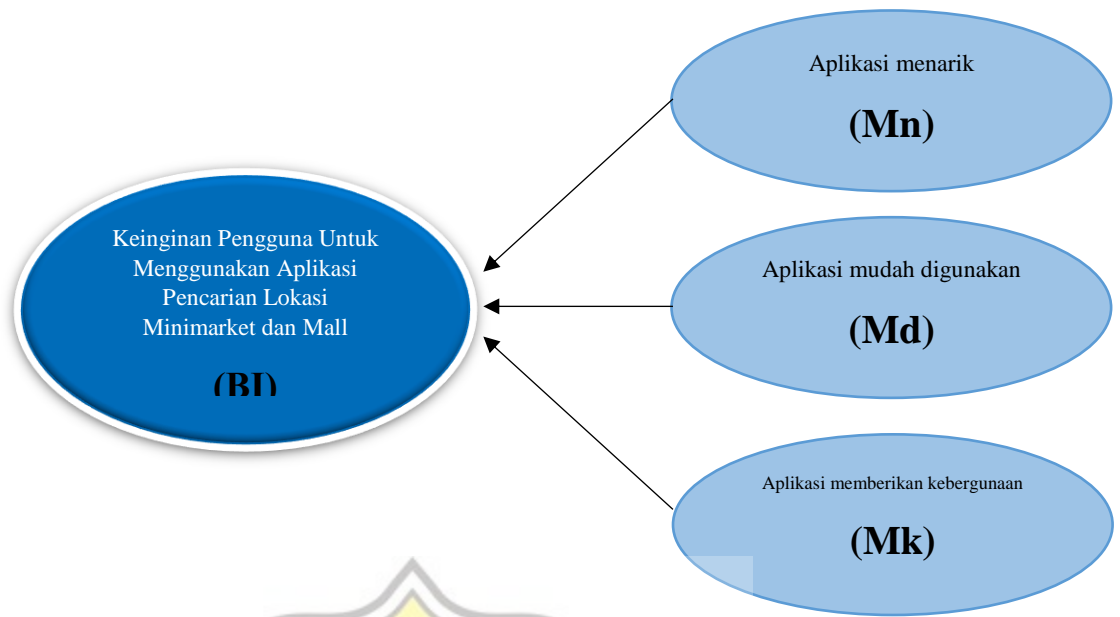 Aplikasi menarik
(Mn)
Keinginan Pengguna Untuk
Menggunakan Aplikasi
Pencarian Lokasi
Minimarket dan Mall
(BI)
Aplikasi mudah digunakan
(Md)
Aplikasi memberikan kebergunaan
(Mk)